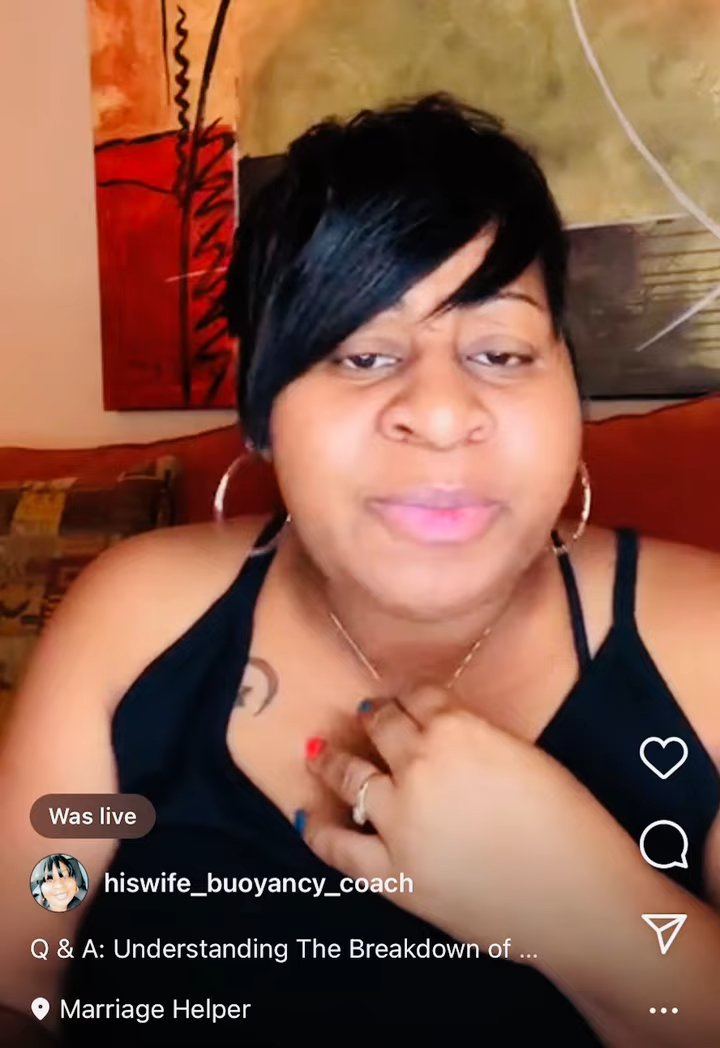 Was live
hiswife_buoyancy_coach
Q & A: Understanding The Breakdown of ...
Marriage Helper